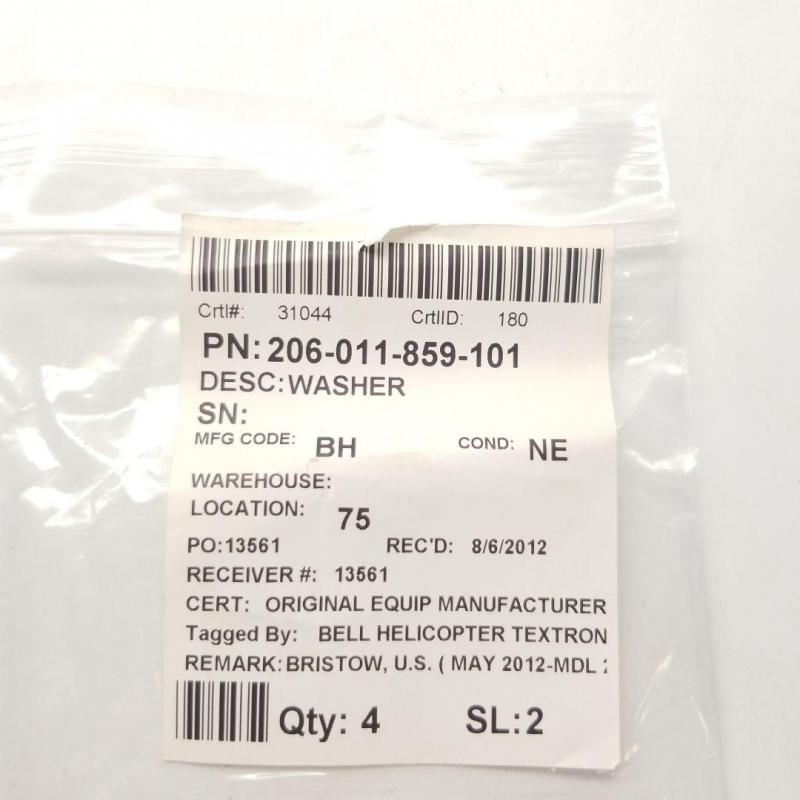 Crtl#: 31044 CrtlID: 180
PN: 206-011-859-101
DESC: WASHER
SN:
MFG CODE: BH COND: NE
WAREHOUSE:
LOCATION: 75
PO:13561 REC'D: 8/6/2012
RECEIVER #: 13561
CERT: ORIGINAL EQUIP MANUFACTURER
Tagged By: BELL HELICOPTER TEXTRON
REMARK: BRISTOW, U.S. ( MAY 2012-MDL
Qty: 4 SL:2